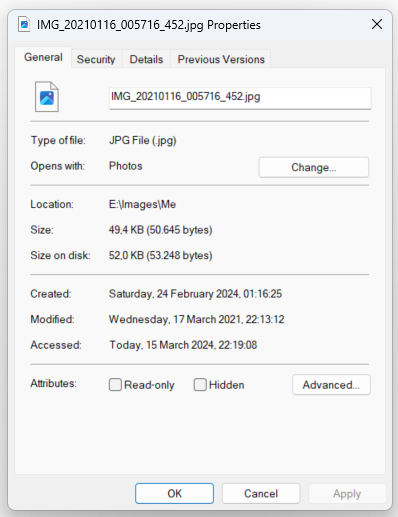 IMG_20210116_005716_452.jpg Properties
General Security Details Previous Versions
IMG_20210116_005716_452.jpg
Type of file: JPG File (.jpg)
Opens with: Photos Change...
Location: E:\Images\Me
Size: 49,4 KB (50.645 bytes)
Size on disk: 52,0 KB (53.248 bytes)
Created: Saturday, 24 February 2024, 01:16:25
Modified: Wednesday, 17 March 2021, 22:13:12
Accessed: Today, 15 March 2024, 22:19:08
Attributes: Read-only Hidden Advanced...
OK Cancel Apply